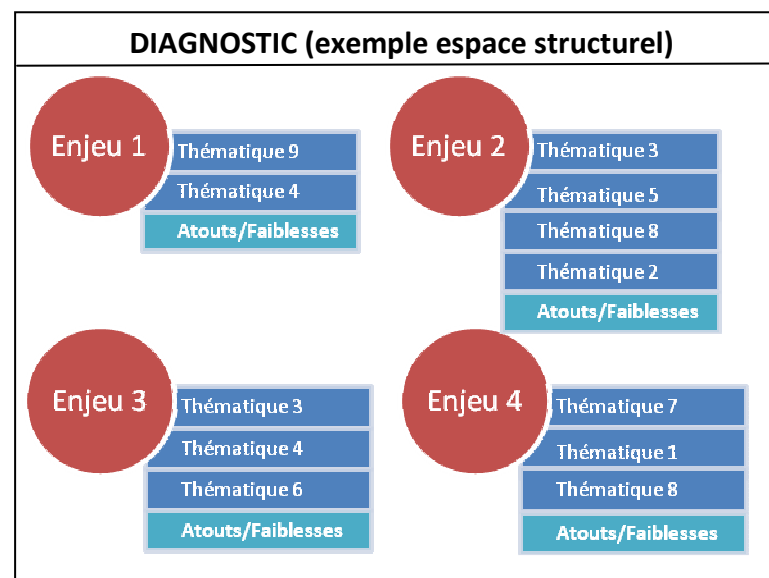 DIAGNOSTIC (exemple espace structurel)
Enjeu 1
Thématique 9
Thématique 4
Atouts/Faiblesses
Enjeu 2
Thématique 3
Thématique 5
Thématique 8
Thématique 2
Atouts/Faiblesses
Enjeu 3
Thématique 3
Thématique 4
Thématique 6
Atouts/Faiblesses
Enjeu 4
Thématique 7
Thématique 1
Thématique 8
Atouts/Faiblesses